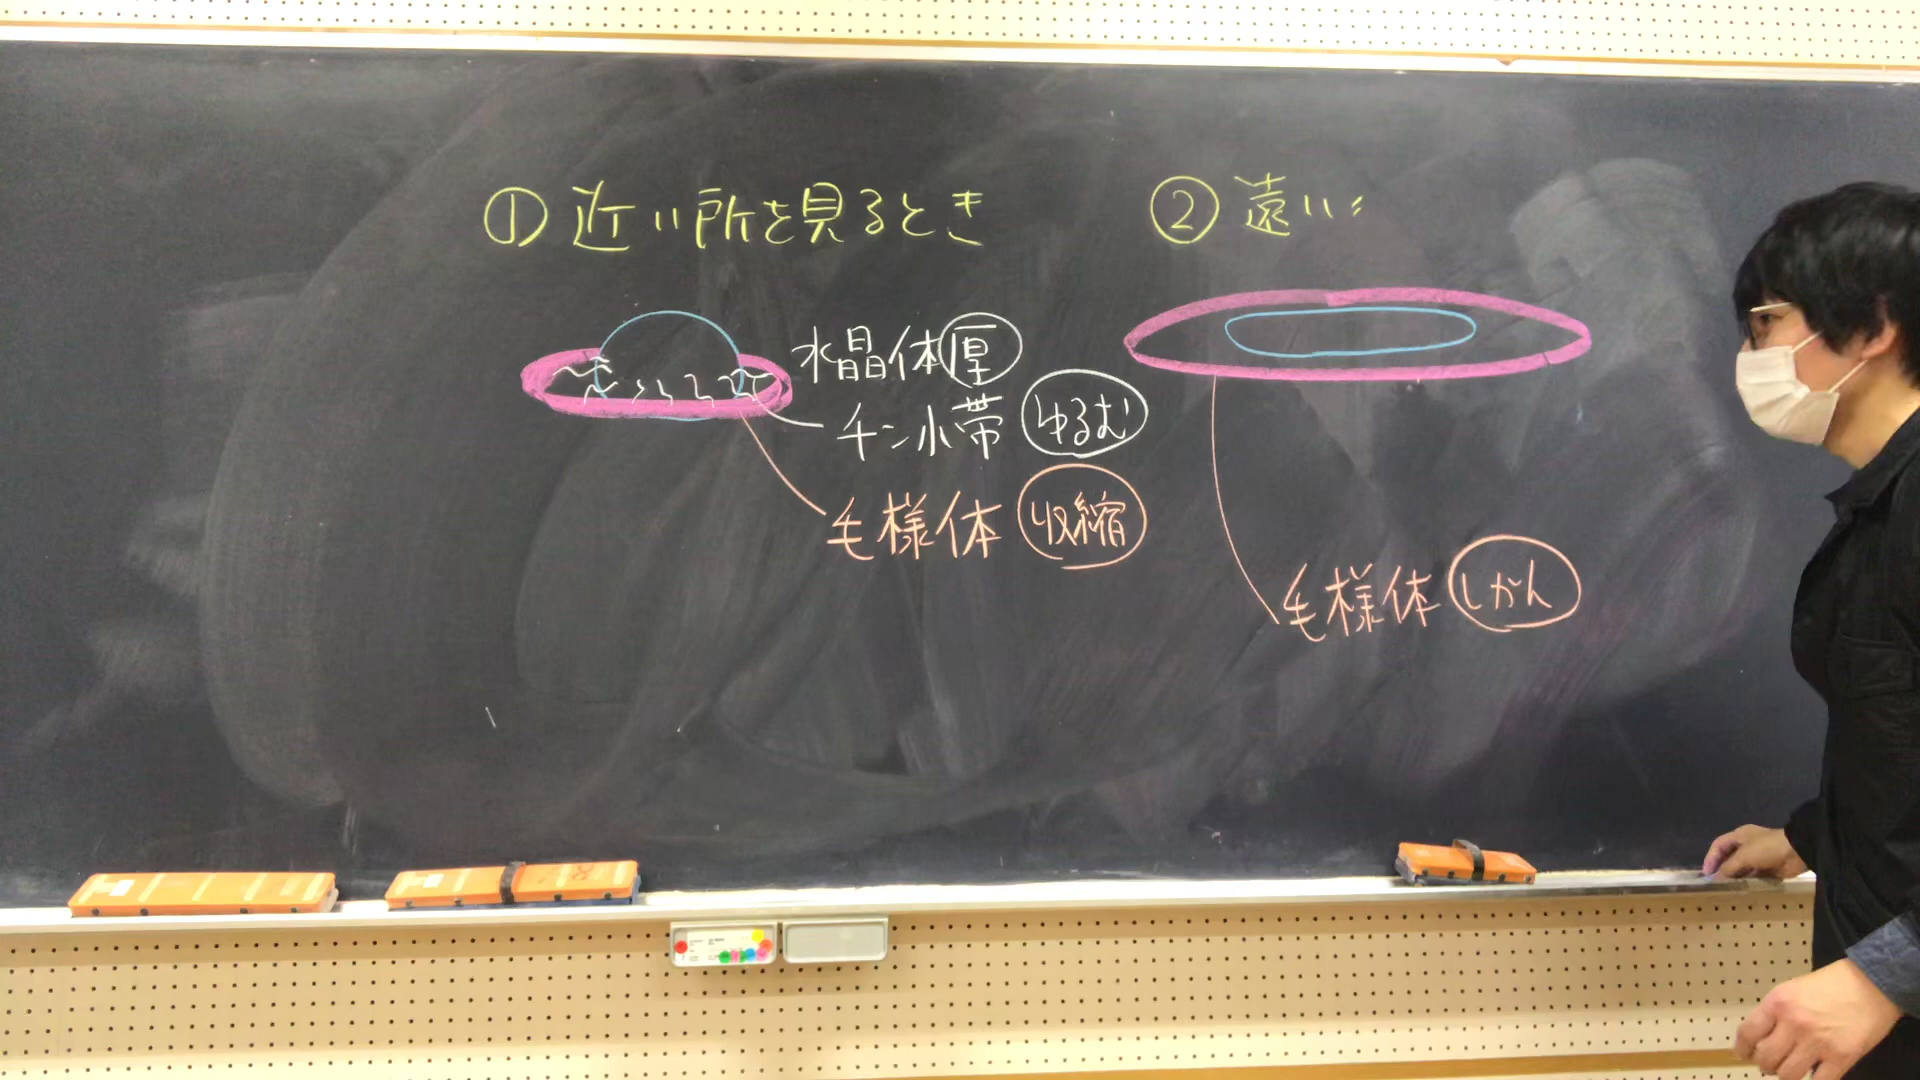 ①近い所を見るとき
水晶体厚
チン小帯ゆるむ
毛様体収縮
②遠い〃
毛様体しかん